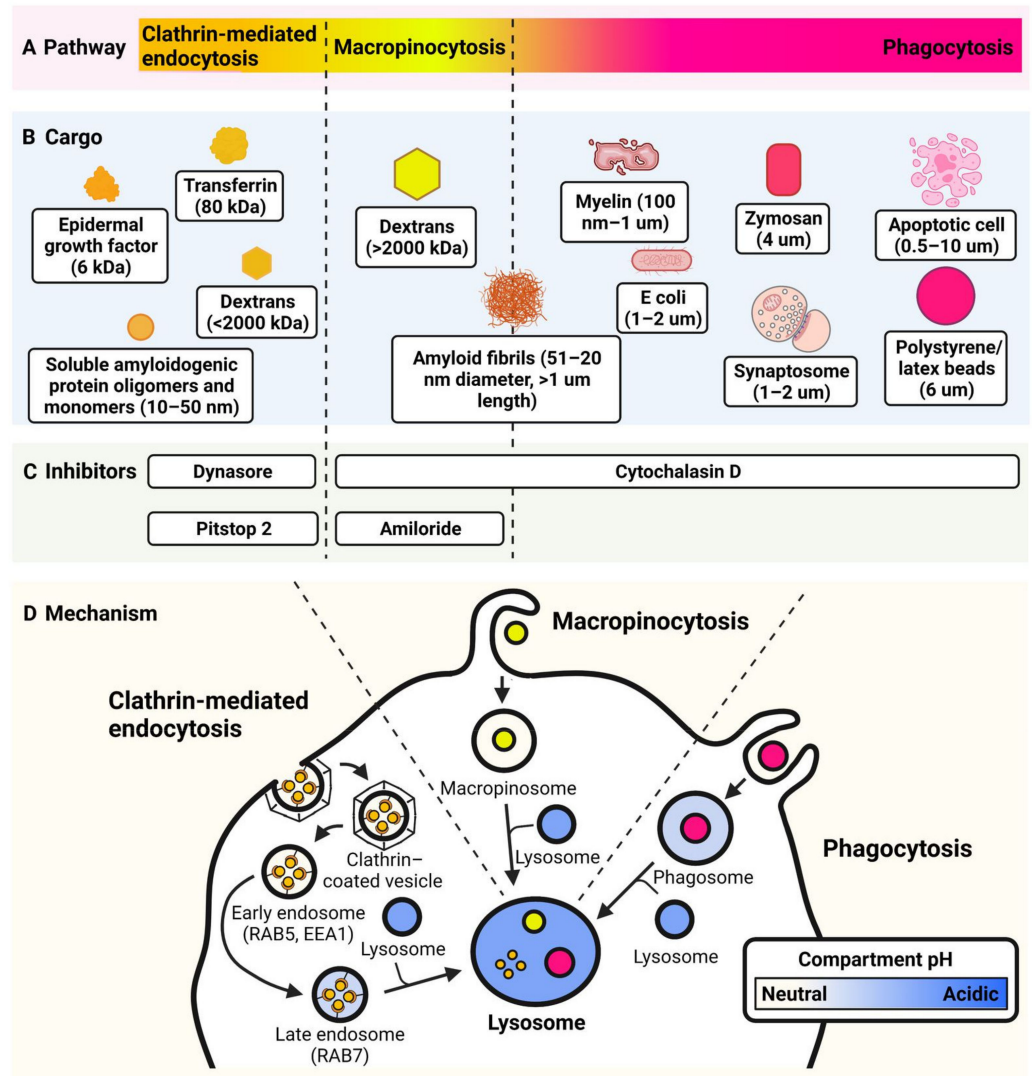 A Pathway
Clathrin-mediated
endocytosis
Macropinocytosis
Phagocytosis
B Cargo
Epidermal
growth factor
(6 kDa)
Transferrin
(80 kDa)
Dextrans
(<2000 kDa)
Soluble amyloidogenic
protein oligomers and
monomers (10–50 nm)
Dextrans
(>2000 kDa)
Amyloid fibrils (51–20
nm diameter, >1 um
length)
Myelin (100
nm–1 um)
E coli
(1–2 um)
Zymosan
(4 um)
Synaptosome
(1–2 um)
Apoptotic cell
(0.5–10 um)
Polystyrene/
latex beads
(6 um)
C Inhibitors
Dynasore
Cytochalasin D
Pitstop 2
Amiloride
D Mechanism
Macropinocytosis
Clathrin-mediated
endocytosis
Macropinosome
Lysosome
Clathrin–
coated vesicle
Early endosome
(RAB5, EEA1)
Lysosome
Late endosome
(RAB7)
Lysosome
Phagocytosis
Phagosome
Lysosome
Compartment pH
Neutral
Acidic